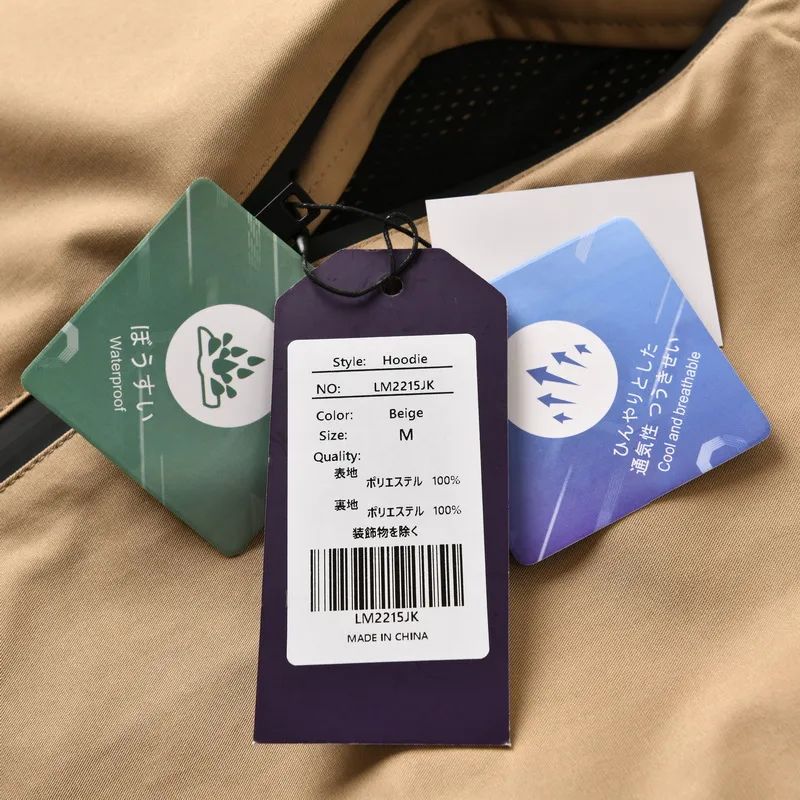 ぼうすい
Waterproof
Style: Hoodie
NO: LM2215JK
Color: Beige
Size: M
Quality:
表地 ポリエステル 100%
裏地 ポリエステル 100%
装飾物を除く
LM2215JK
MADE IN CHINA
ひんやりとした
通気性 つうきせい
Cool and breathable